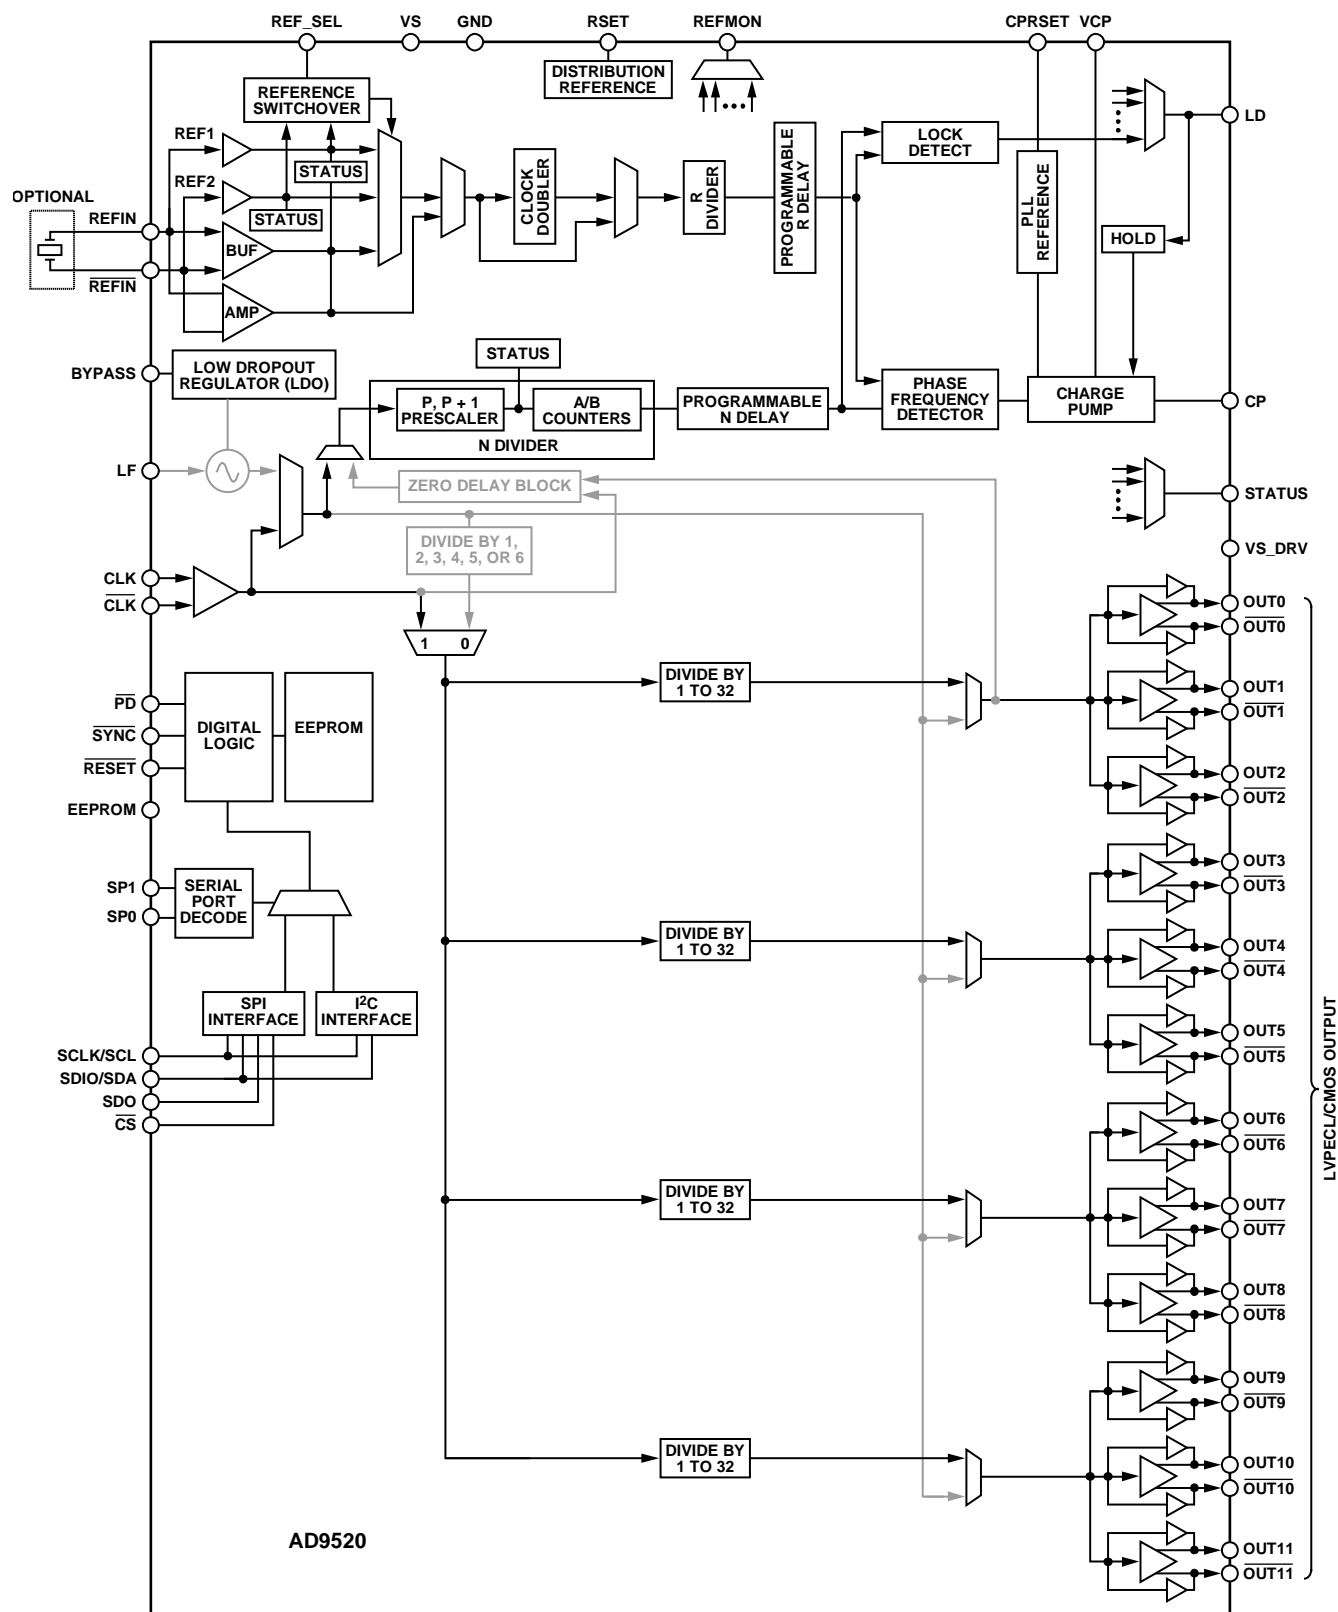 REF_SEL VS GND RSET REFMON CPRSET VCP
DISTRIBUTION
REFERENCE
REFERENCE
SWITCHOVER
REF1
REF2
STATUS
STATUS
OPTIONAL
REFIN
REFIN
BUF
AMP
CLOCK
DOUBLER
R
DIVIDER
PROGRAMMABLE
R DELAY
LOCK
DETECT
PLL
REFERENCE
LD
HOLD
BYPASS
LOW DROPOUT
REGULATOR (LDO)
STATUS
P, P + 1
PRESCALER
A/B
COUNTERS
N DIVIDER
PROGRAMMABLE
N DELAY
PHASE
FREQUENCY
DETECTOR
CHARGE
PUMP
CP
LF
ZERO DELAY BLOCK
STATUS
DIVIDE BY 1,
2, 3, 4, 5, OR 6
VS_DRV
CLK
CLK
1 0
OUT0
OUT0
DIVIDE BY
1 TO 32
OUT1
OUT1
OUT2
OUT2
PD
SYNC
RESET
EEPROM
DIGITAL
LOGIC
EEPROM
SP1
SP0
SERIAL
PORT
DECODE
OUT3
OUT3
DIVIDE BY
1 TO 32
OUT4
OUT4
OUT5
OUT5
SPI
INTERFACE
I2C
INTERFACE
SCLK/SCL
SDIO/SDA
SDO
CS
LVPECL/CMOS OUTPUT
OUT6
OUT6
DIVIDE BY
1 TO 32
OUT7
OUT7
OUT8
OUT8
OUT9
OUT9
DIVIDE BY
1 TO 32
OUT10
OUT10
OUT11
OUT11
AD9520